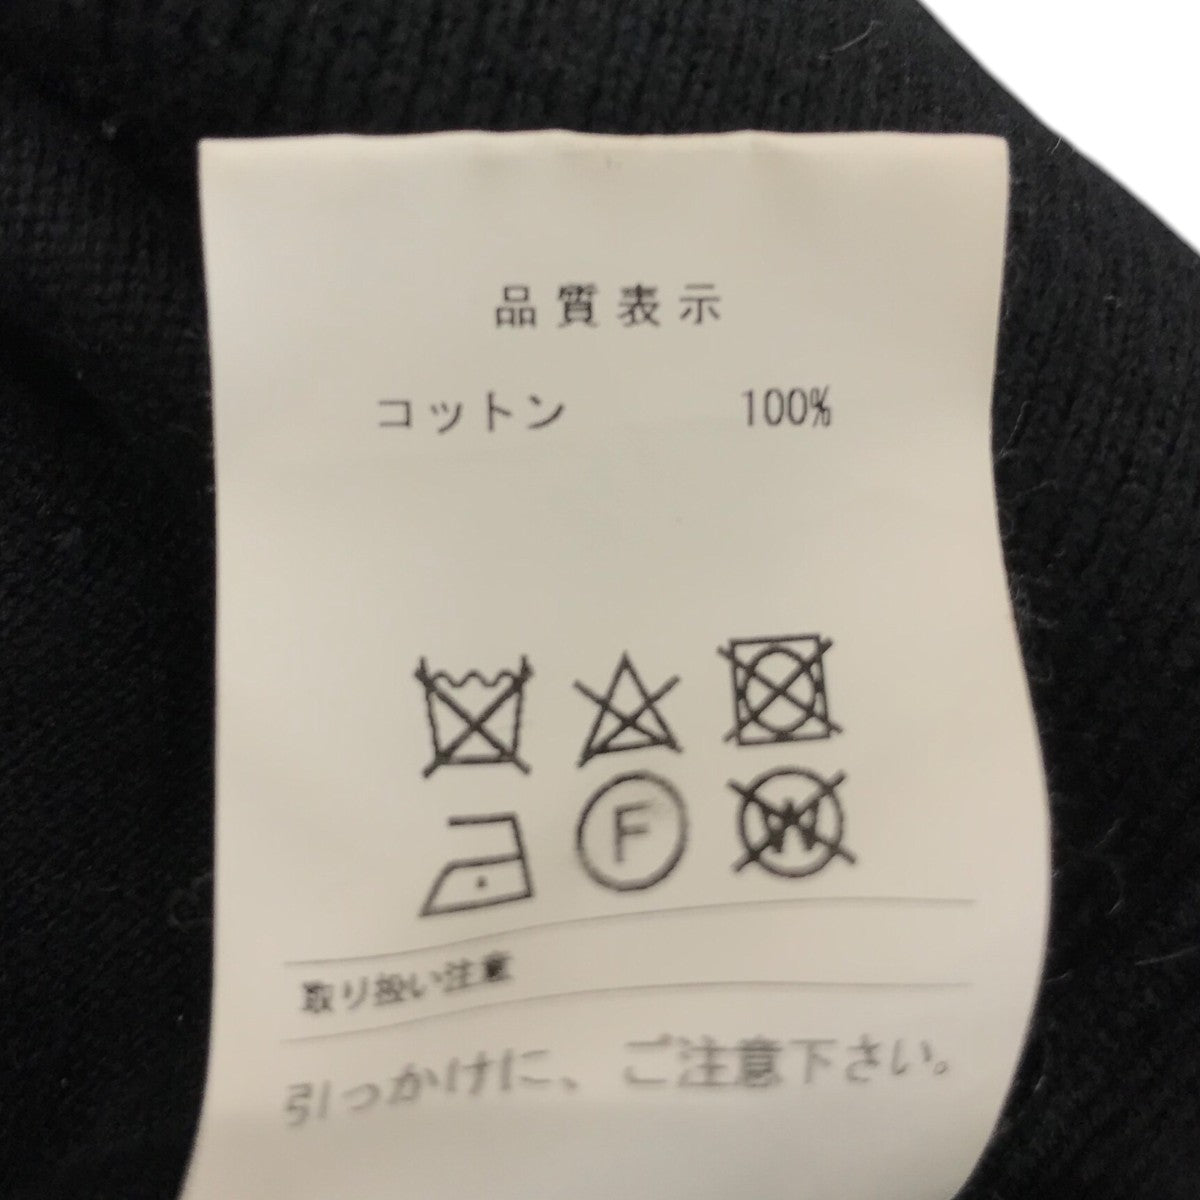 品質表示
コットン 100%
F W
取り扱い注意
引っかけに、ご注意下さい。